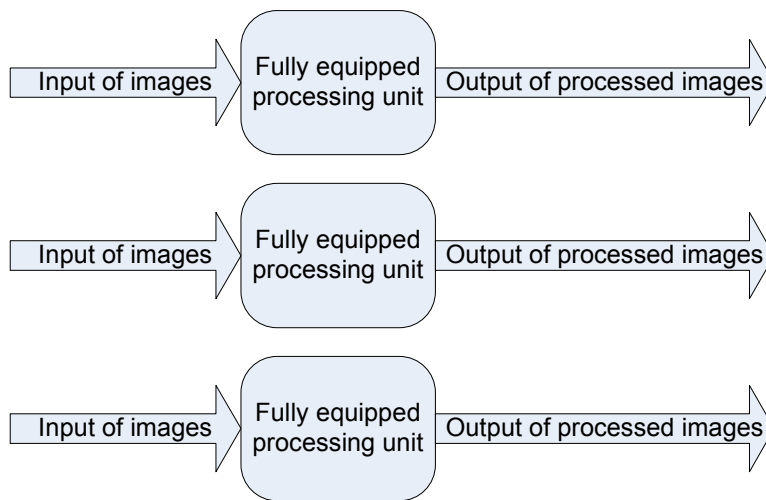 Input of images
Fully equipped
processing unit
Output of processed images
Input of images
Fully equipped
processing unit
Output of processed images
Input of images
Fully equipped
processing unit
Output of processed images